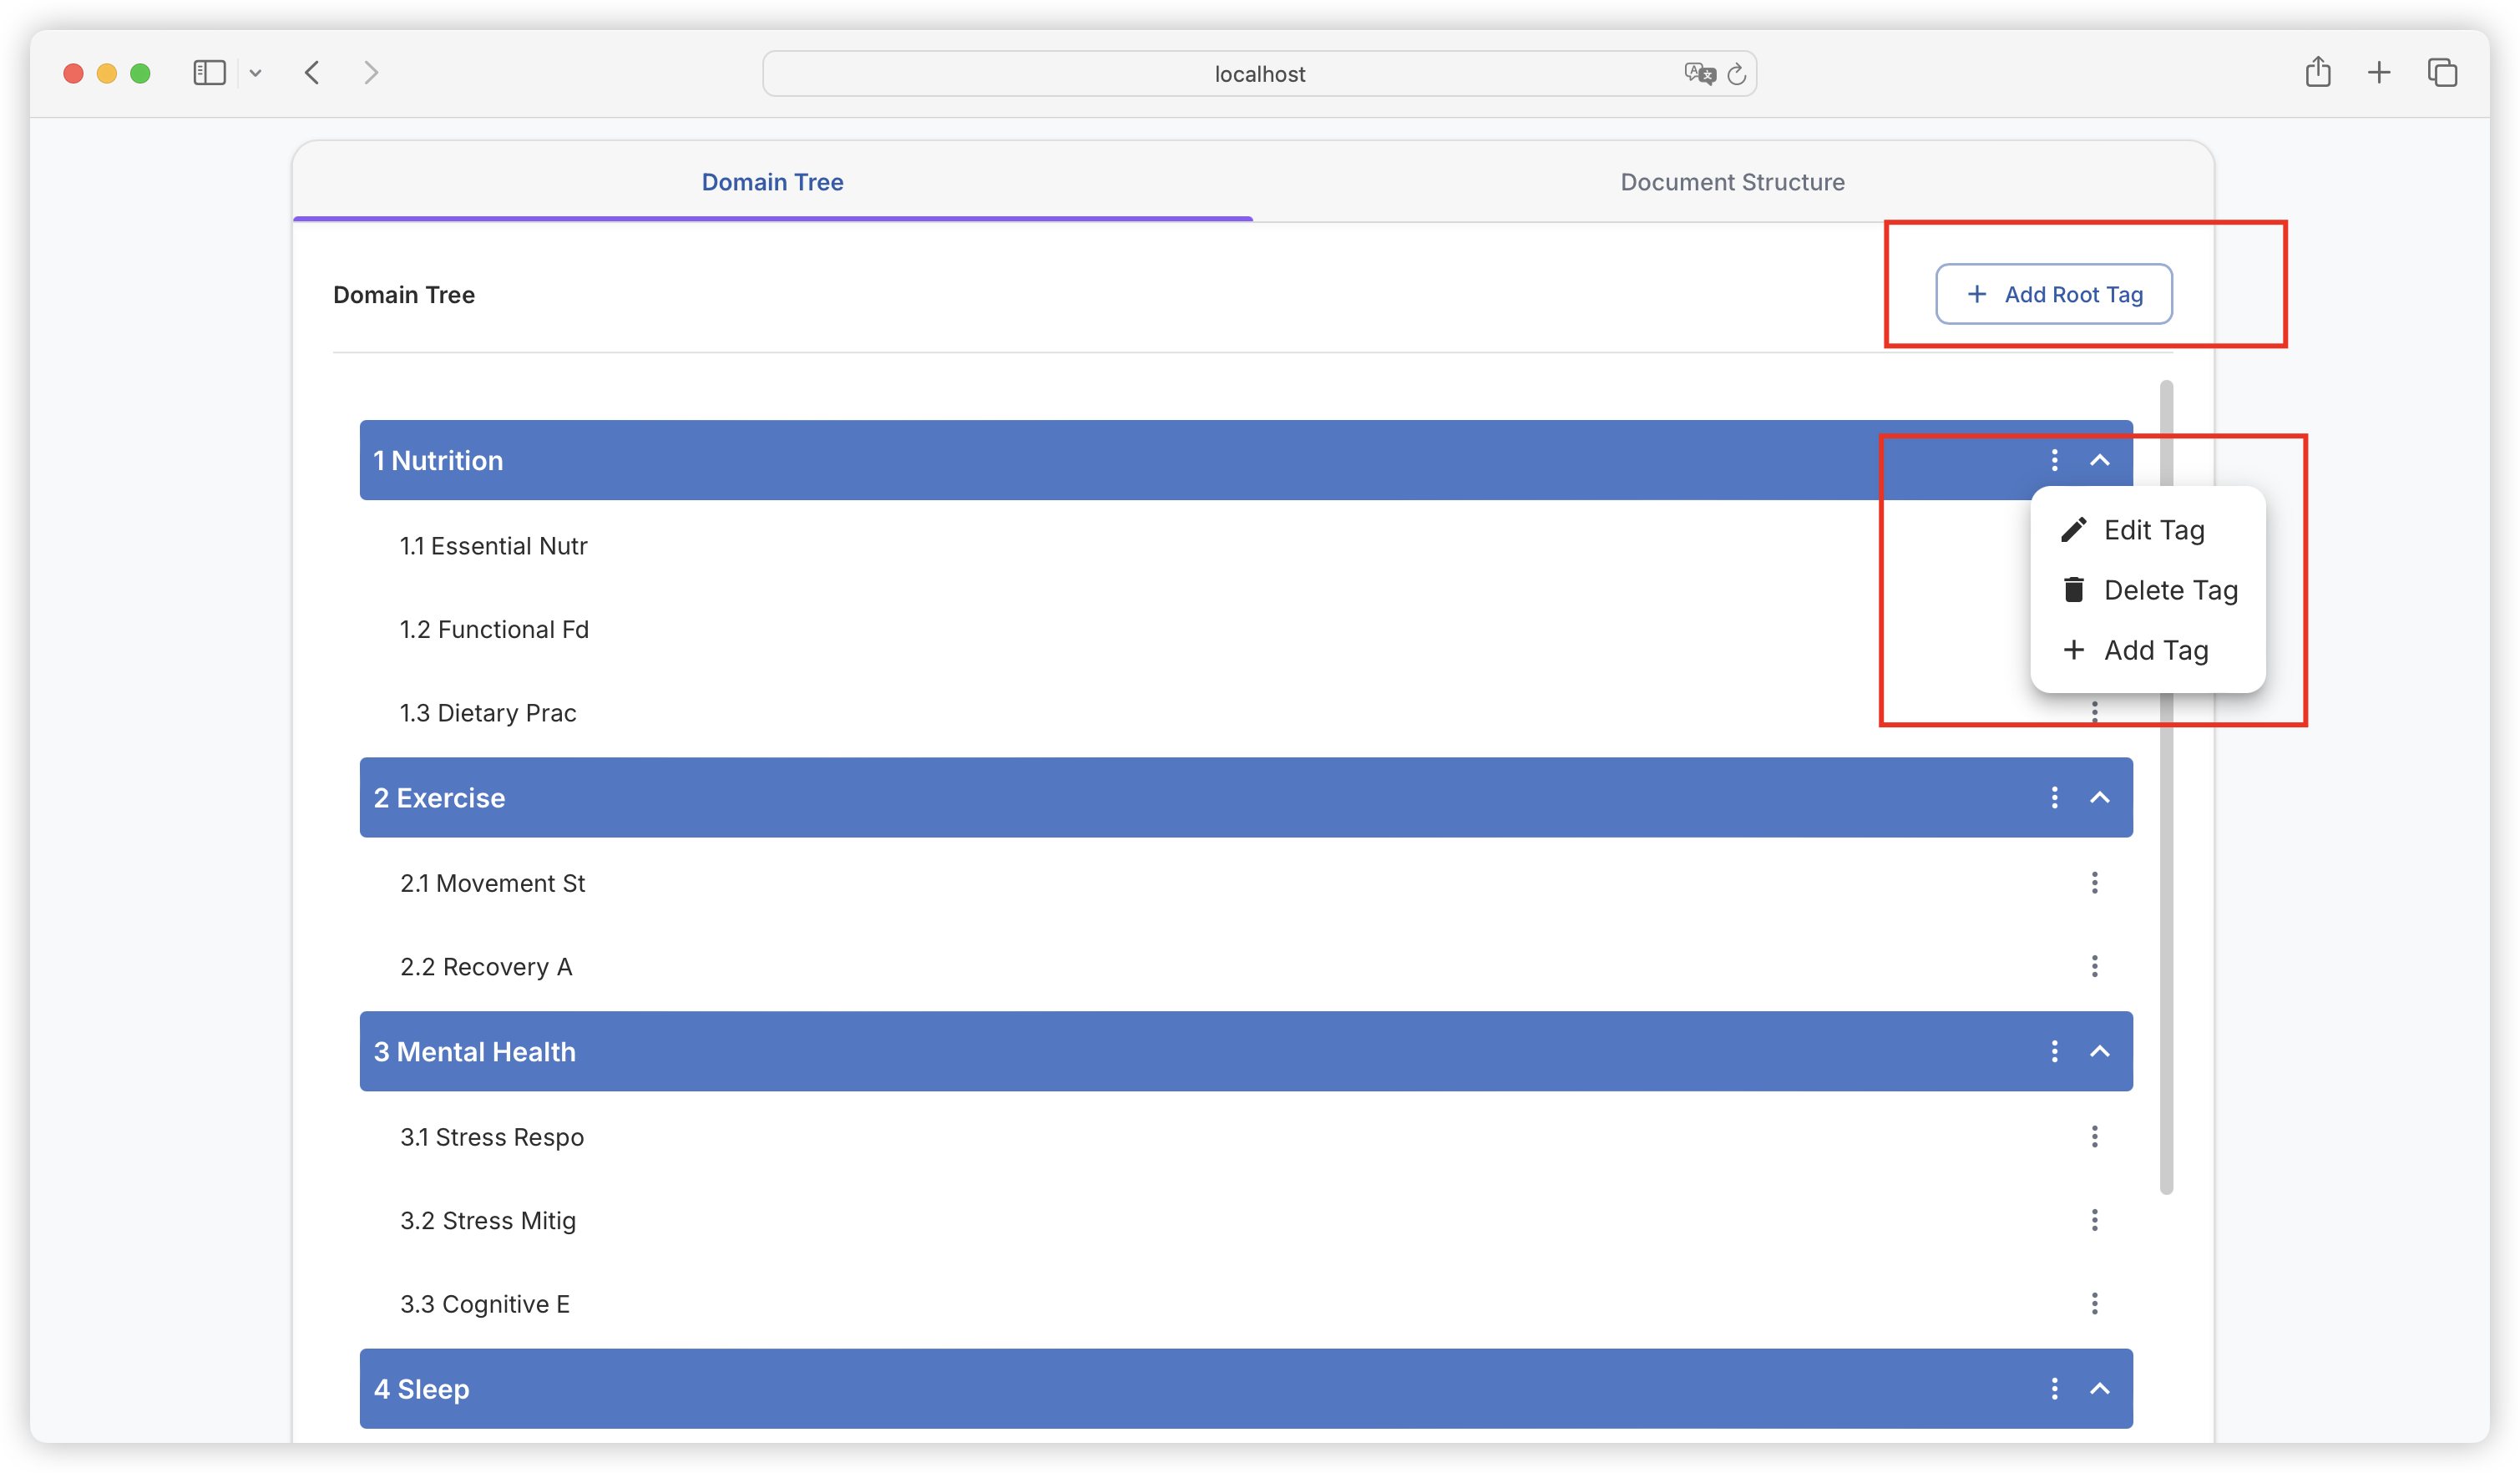 localhost
Domain Tree
Document Structure
Domain Tree
Add Root Tag
1 Nutrition
Edit Tag
1.1 Essential Nutr
Delete Tag
1.2 Functional Fd
Add Tag
1.3 Dietary Prac
2 Exercise
2.1 Movement St
2.2 Recovery A
3 Mental Health
3.1 Stress Respo
3.2 Stress Mitig
3.3 Cognitive E
4 Sleep